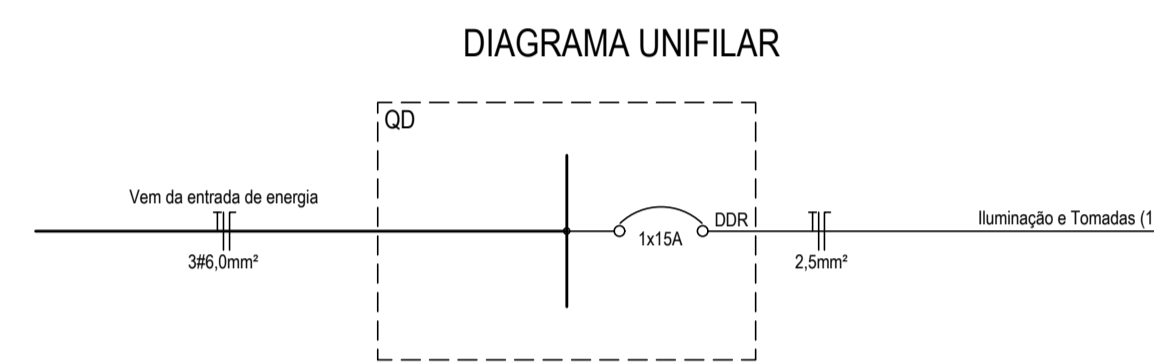 DIAGRAMA UNIFILAR
QD
Vem da entrada de energia
3#6,0mm²
1x15A
DDR
2,5mm²
Iluminação e Tomadas (1